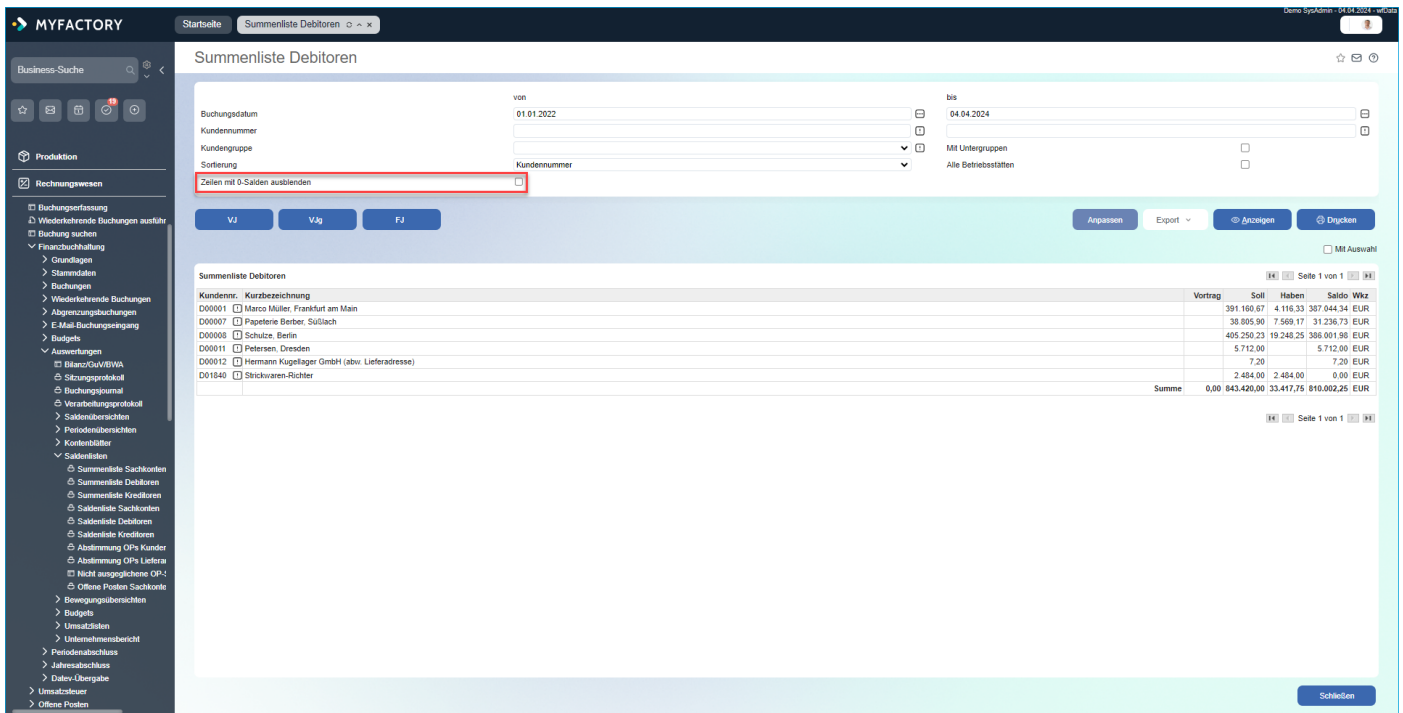 Demo SysAdmin - 04.04.2024 - wfData
MYFACTORY
Startseite
Summenliste Debitoren
Business-Suche
Summenliste Debitoren
19
von
bis
Buchungsdatum
01.01.2022
04.04.2024
Kundennummer
Kundengruppe
Mit Untergruppen
Sortierung
Kundennummer
Alle Betriebsstätten
Zeilen mit 0-Salden ausblenden
VJ
VJg
FJ
Anpassen
Export
Anzeigen
Drucken
Mit Auswahl
Summenliste Debitoren
Seite 1 von 1
Kundennr. Kurzbezeichnung Vortrag Soll Haben Saldo Wkz
D00001 Marco Müller, Frankfurt am Main 391.160,67 4.116,33 387.044,34 EUR
D00007 Papeterie Berber, Süßlach 38.805,90 7.569,17 31.236,73 EUR
D00008 Schulze, Berlin 405.250,23 19.248,25 386.001,98 EUR
D00011 Petersen, Dresden 5.712,00 5.712,00 EUR
D00012 Hermann Kugellager GmbH (abw. Lieferadresse) 7,20 7,20 EUR
D01840 Strickwaren-Richter 2.484,00 2.484,00 0,00 EUR
Summe 0,00 843.420,00 33.417,75 810.002,25 EUR
Seite 1 von 1
Schließen
Produktion
Rechnungswesen
Buchungserfassung
Wiederkehrende Buchungen ausführ
Buchung suchen
Finanzbuchhaltung
Grundlagen
Stammdaten
Buchungen
Wiederkehrende Buchungen
Abgrenzungsbuchungen
E-Mail-Buchungseingang
Budgets
Auswertungen
Bilanz/GuV/BWA
Sitzungsprotokoll
Buchungsjournal
Verarbeitungsprotokoll
Saldenübersichten
Periodenübersichten
Kontenblätter
Saldenlisten
Summenliste Sachkonten
Summenliste Debitoren
Summenliste Kreditoren
Saldenliste Sachkonten
Saldenliste Debitoren
Saldenliste Kreditoren
Abstimmung OPs Kunden
Abstimmung OPs Liefera
Nicht ausgeglichene OP-S
Offene Posten Sachkonte
Bewegungsübersichten
Budgets
Umsatzlisten
Unternehmensbericht
Periodenabschluss
Jahresabschluss
Datev-Übergabe
Umsatzsteuer
Offene Posten